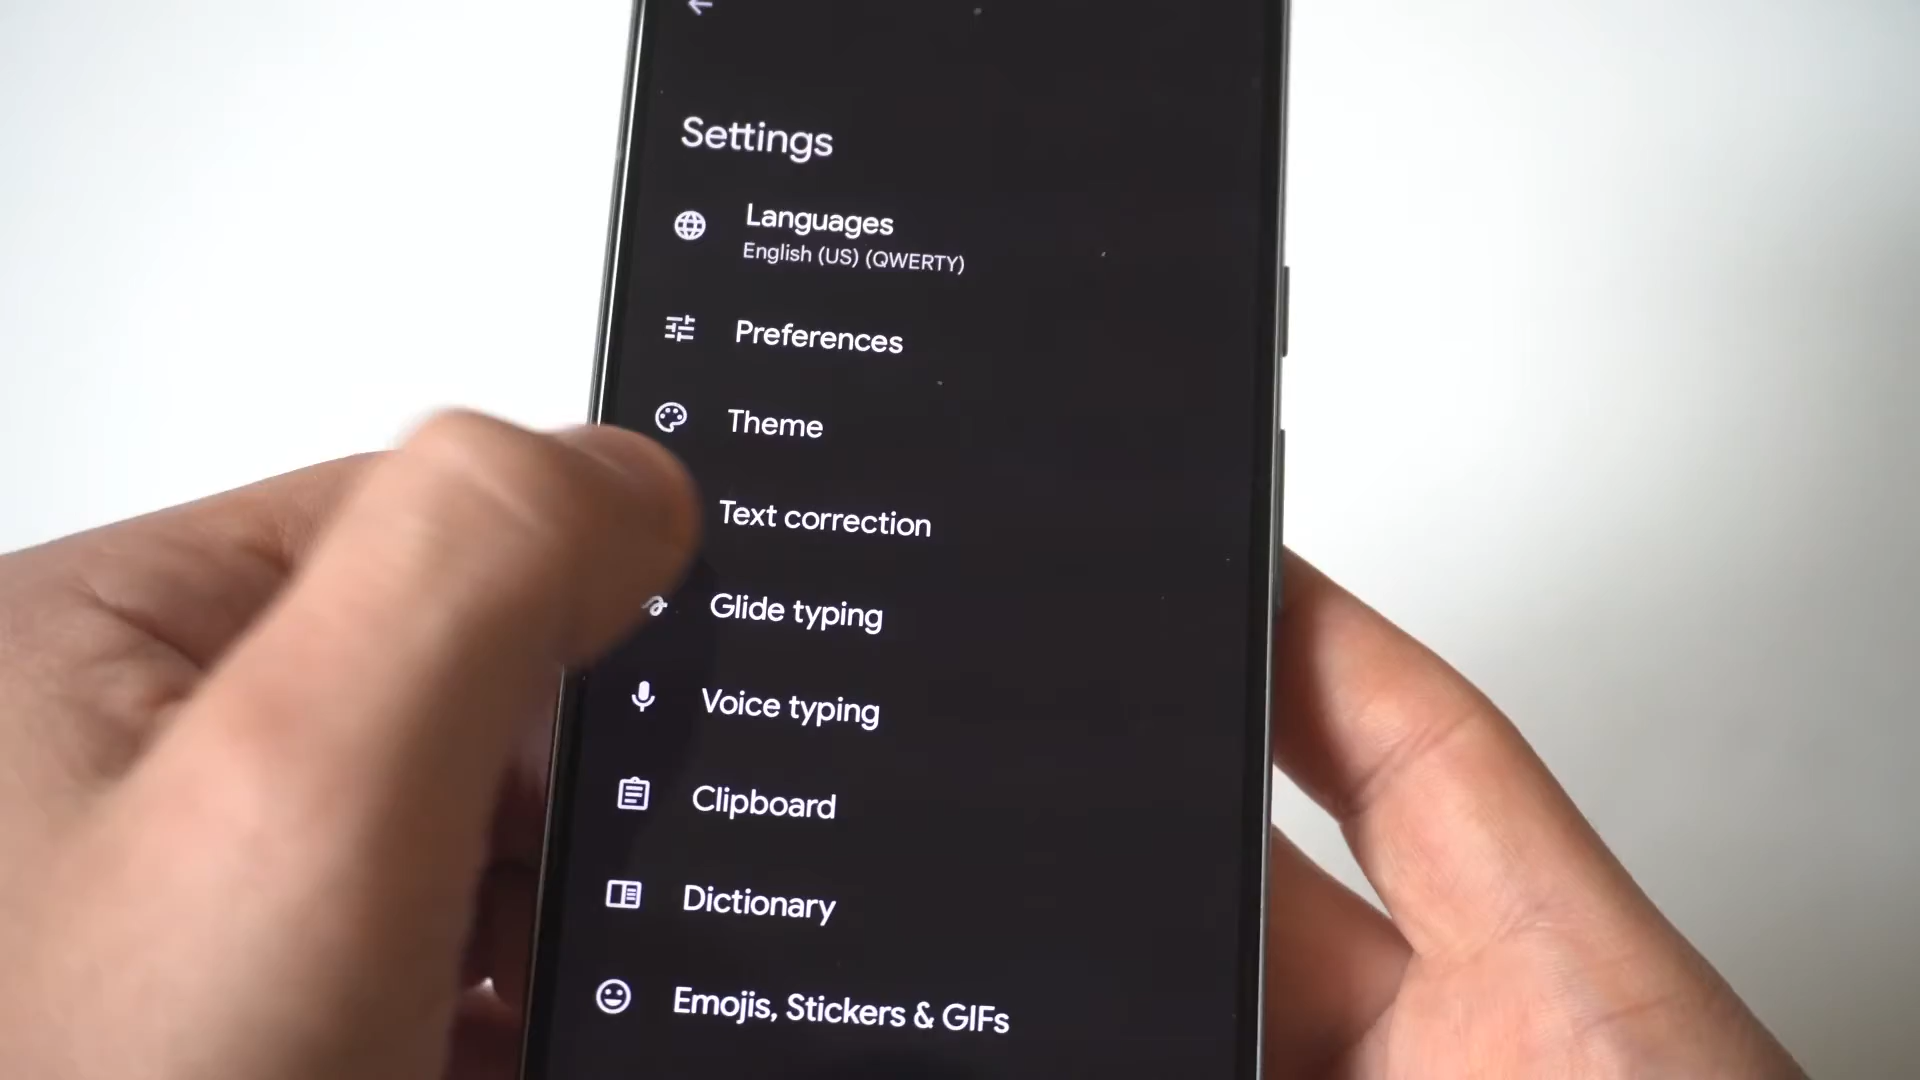 Settings
Languages
English (US) (QWERTY)
Preferences
Theme
Text correction
Glide typing
Voice typing
Clipboard
Dictionary
Emojis, Stickers & GIFs